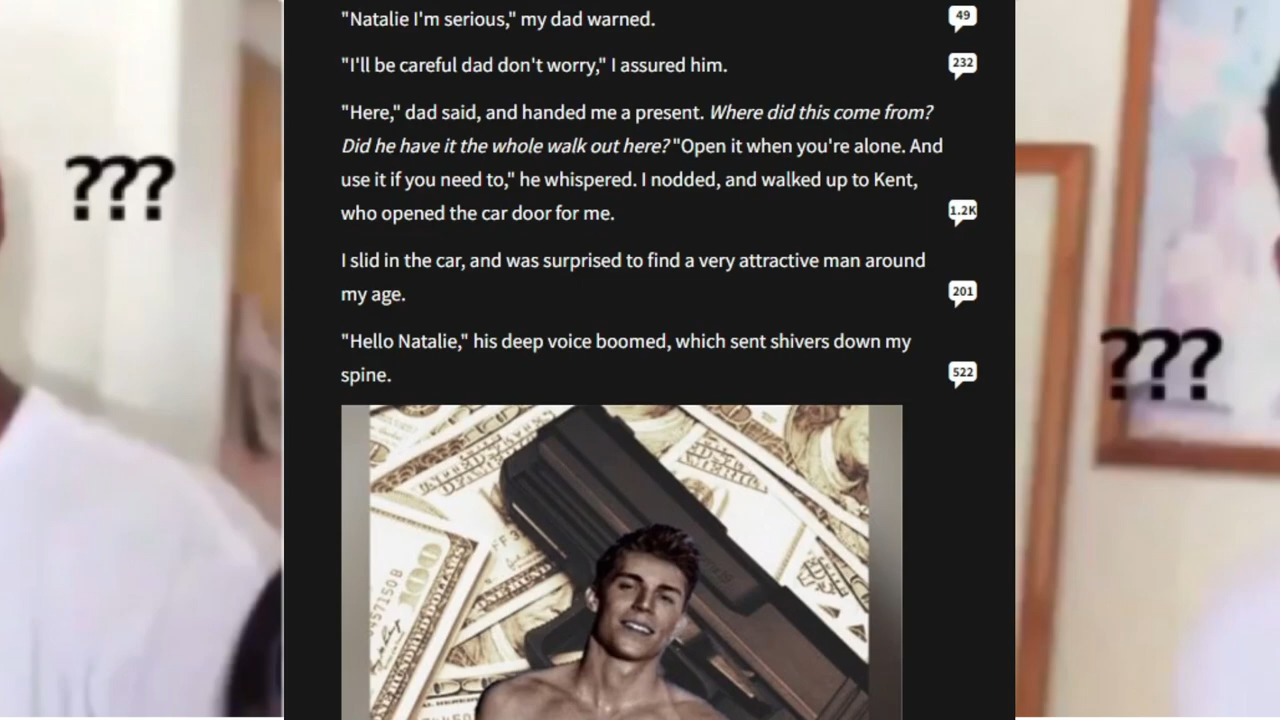 "Natalie I'm serious," my dad warned.
49
"I'll be careful dad don't worry," I assured him.
232
"Here," dad said, and handed me a present. Where did this come from?
Did he have it the whole walk out here? "Open it when you're alone. And
use it if you need to," he whispered. I nodded, and walked up to Kent,
who opened the car door for me.
1.2K
I slid in the car, and was surprised to find a very attractive man around
my age.
201
"Hello Natalie," his deep voice boomed, which sent shivers down my
spine.
522
???
???
100